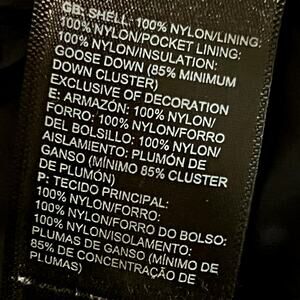 GB: SHELL: 100% NYLON/LINING:
100% NYLON/POCKET LINING:
100% NYLON/INSULATION:
GOOSE DOWN (85% MINIMUM
DOWN CLUSTER)
EXCLUSIVE OF DECORATION
E: ARMAZÓN: 100% NYLON/
FORRO: 100% NYLON/FORRO
DEL BOLSILLO: 100% NYLON/
AISLAMIENTO: PLUMÓN DE
GANSO (MÍNIMO 85% CLUSTER
DE PLUMÓN)
P: TECIDO PRINCIPAL:
100% NYLON/FORRO:
100% NYLON/FORRO DO BOLSO:
100% NYLON/ISOLAMENTO:
PLUMAS DE GANSO (MÍNIMO DE
85% DE CONCENTRAÇÃO DE
PLUMAS)